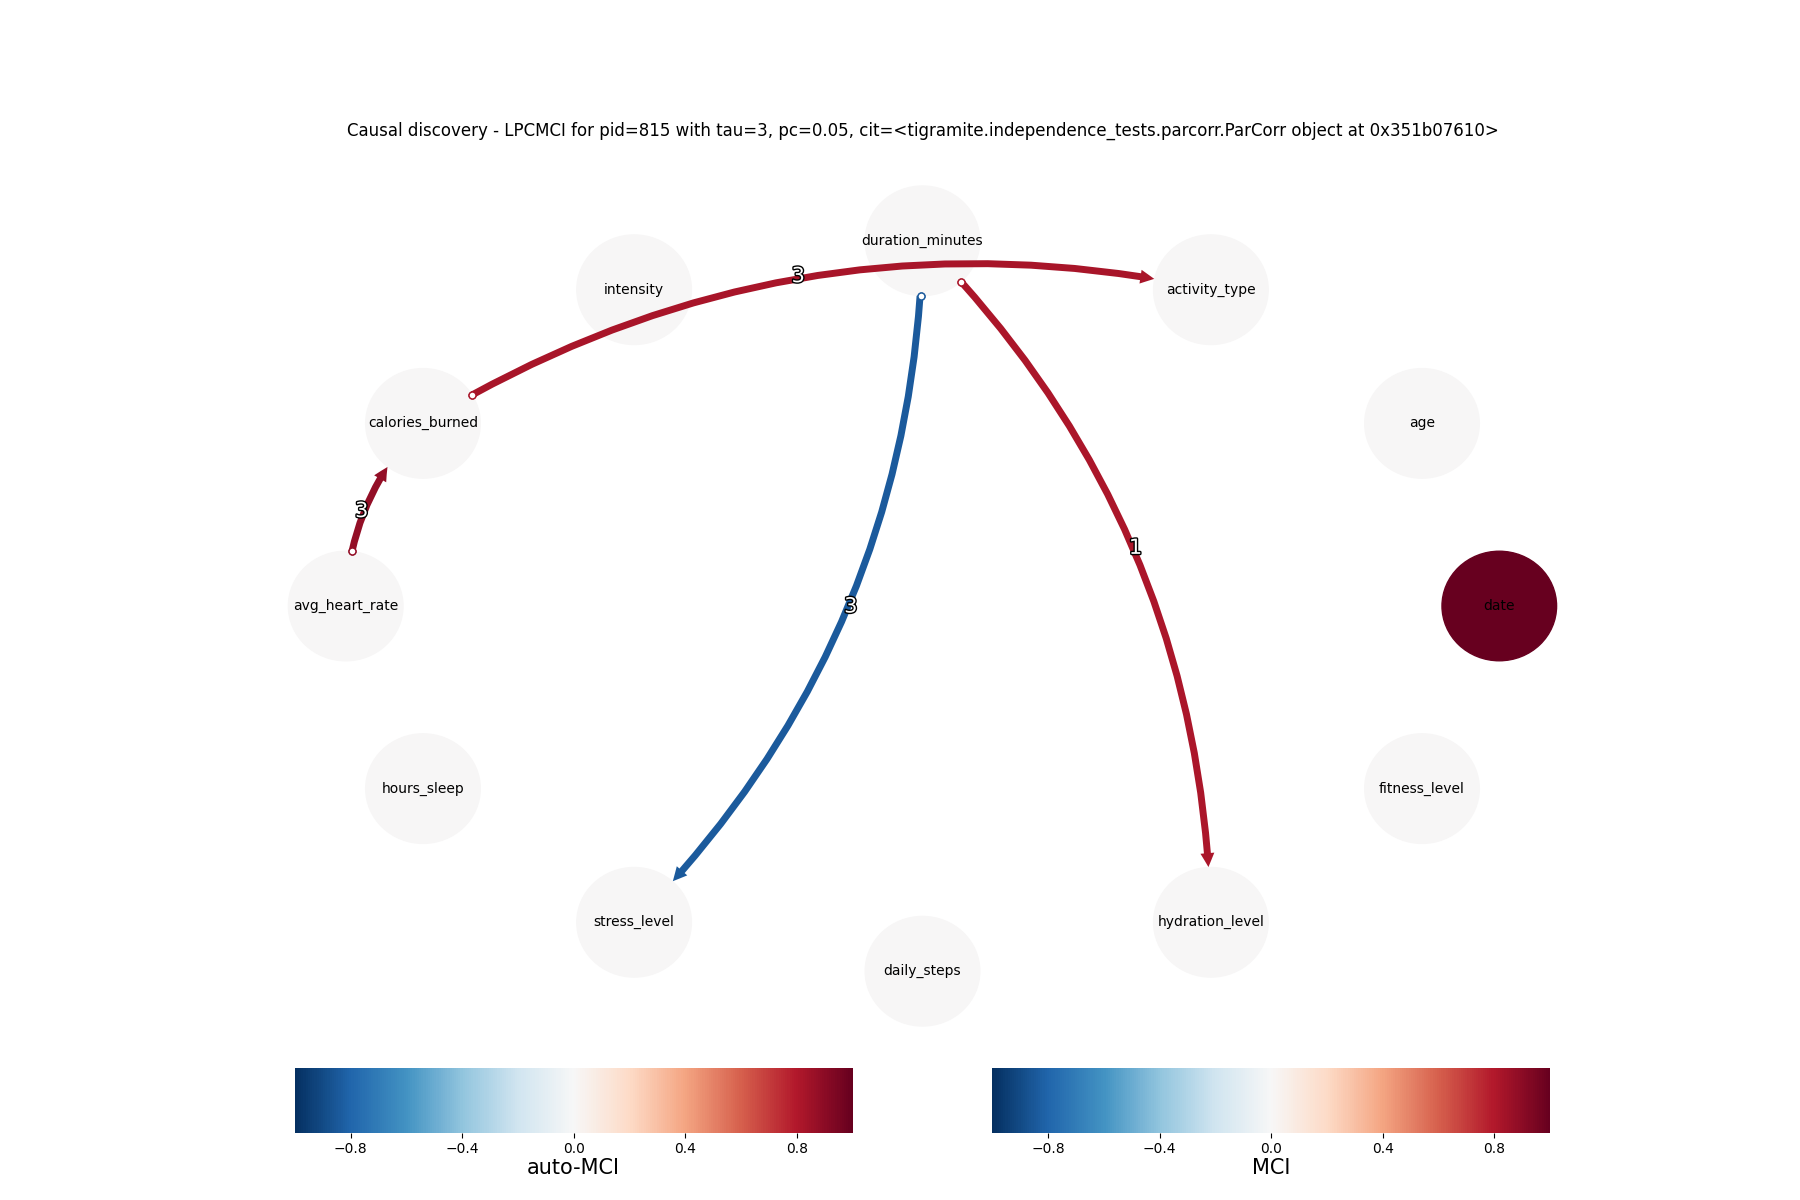 Causal discovery - LPCMCI for pid=815 with tau=3, pc=0.05, cit=<tigramite.independence_tests.parcorr.ParCorr object at 0x351b07610>
duration_minutes
intensity
activity_type
3
calories_burned
age
3
1
avg_heart_rate
3
date
hours_sleep
fitness_level
stress_level
hydration_level
daily_steps
−0.8 −0.4 0.0 0.4 0.8
auto-MCI
−0.8 −0.4 0.0 0.4 0.8
MCI